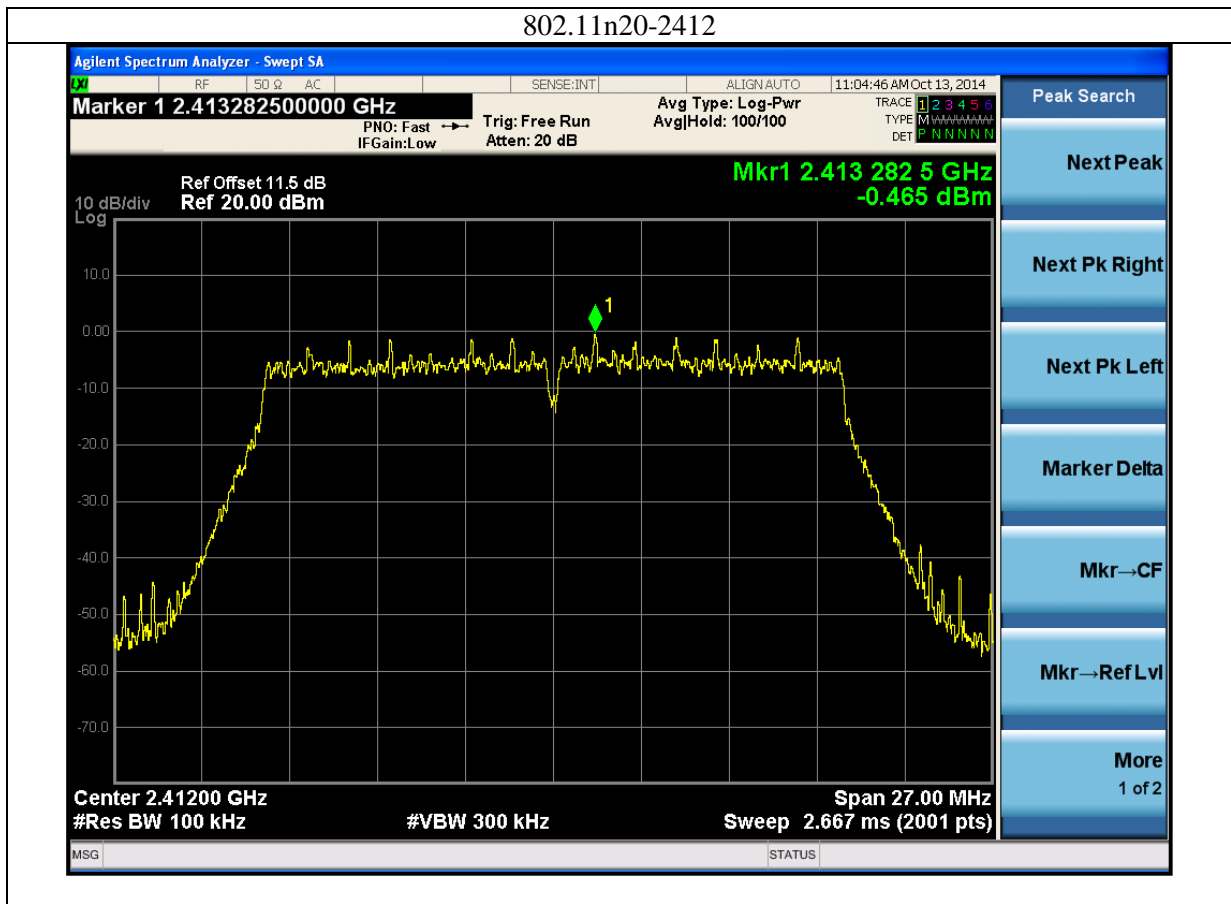 802.11n20-2412
Agilent Spectrum Analyzer - Swept SA
LXI RF 50 Ω AC SENSE:INT ALIGNAUTO 11:04:46 AM Oct 13, 2014
Marker 1 2.413282500000 GHz
PNO: Fast
IFGain:Low
Trig: Free Run
Atten: 20 dB
Avg Type: Log-Pwr
Avg|Hold: 100/100
TRACE 1 2 3 4 5 6
TYPE M WWWWW
DET P N N N N N
Mkr1 2.413 282 5 GHz
-0.465 dBm
Ref Offset 11.5 dB
Ref 20.00 dBm
10 dB/div
Log
10.0
0.00
-10.0
-20.0
-30.0
-40.0
-50.0
-60.0
-70.0
1
Center 2.41200 GHz
Span 27.00 MHz
#Res BW 100 kHz
#VBW 300 kHz
Sweep 2.667 ms (2001 pts)
MSG
STATUS
Peak Search
Next Peak
Next Pk Right
Next Pk Left
Marker Delta
Mkr→CF
Mkr→Ref Lvl
More
1 of 2